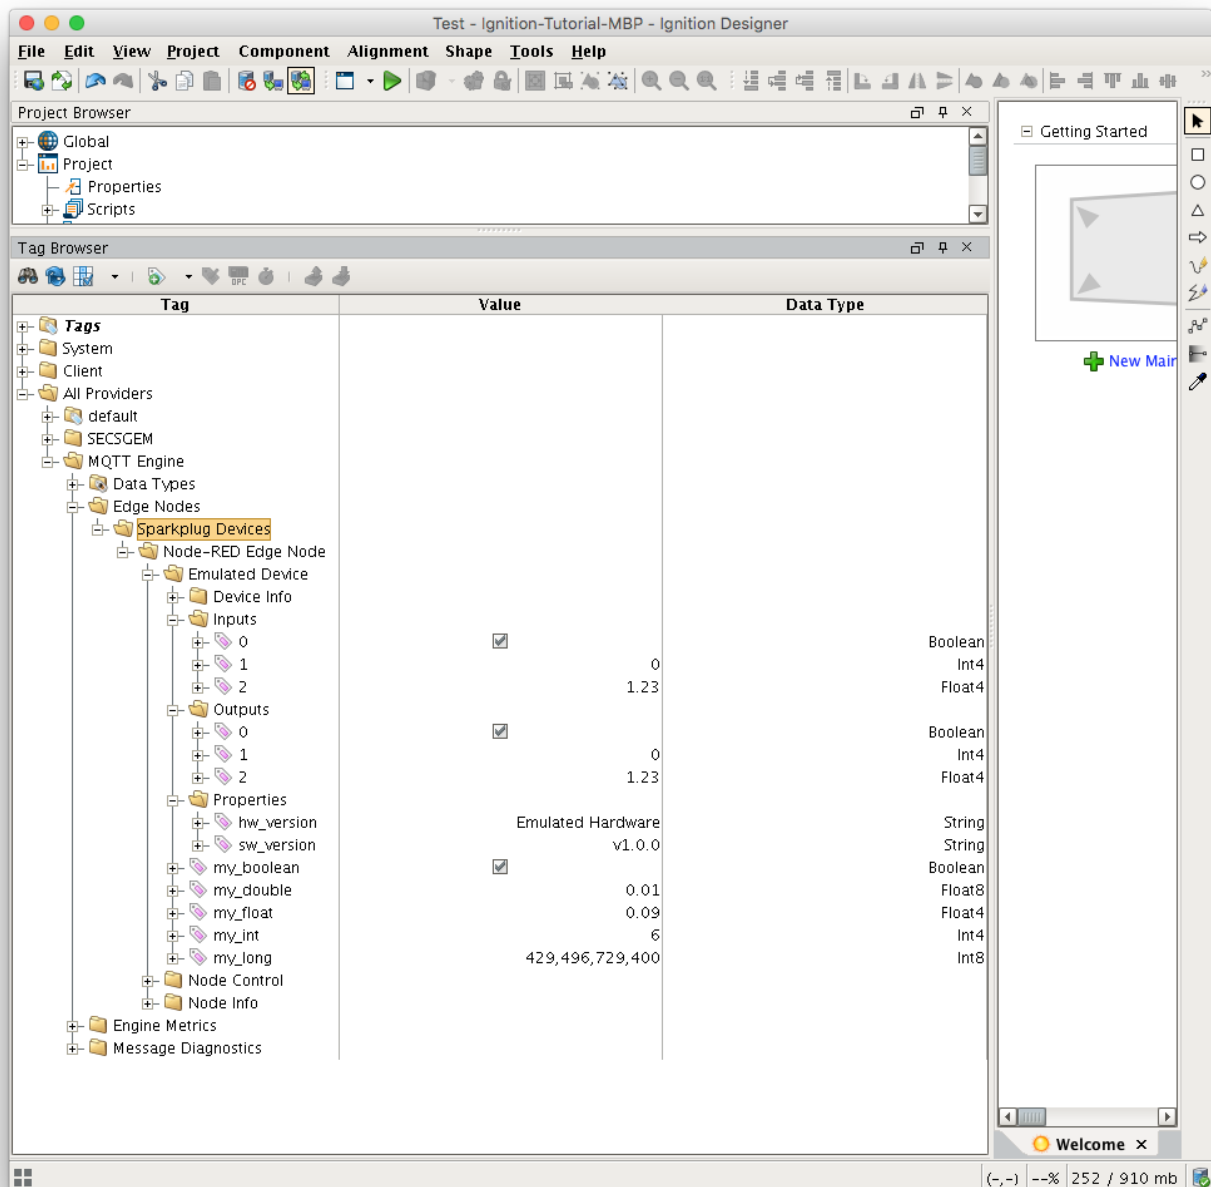 Test - Ignition-Tutorial-MBP - Ignition Designer
File Edit View Project Component Alignment Shape Tools Help
Project Browser
Global
Project
Properties
Scripts
Tag Browser
Tag Value Data Type
Tags
System
Client
All Providers
default
SECSGEM
MQTT Engine
Data Types
Edge Nodes
Sparkplug Devices
Node-RED Edge Node
Emulated Device
Device Info
Inputs
0 Boolean
1 0 Int4
2 1.23 Float4
Outputs
0 Boolean
1 0 Int4
2 1.23 Float4
Properties
hw_version Emulated Hardware String
sw_version v1.0.0 String
my_boolean Boolean
my_double 0.01 Float8
my_float 0.09 Float4
my_int 6 Int4
my_long 429,496,729,400 Int8
Node Control
Node Info
Engine Metrics
Message Diagnostics
Getting Started
New Mair
Welcome
(-,-) --% 252 / 910 mb